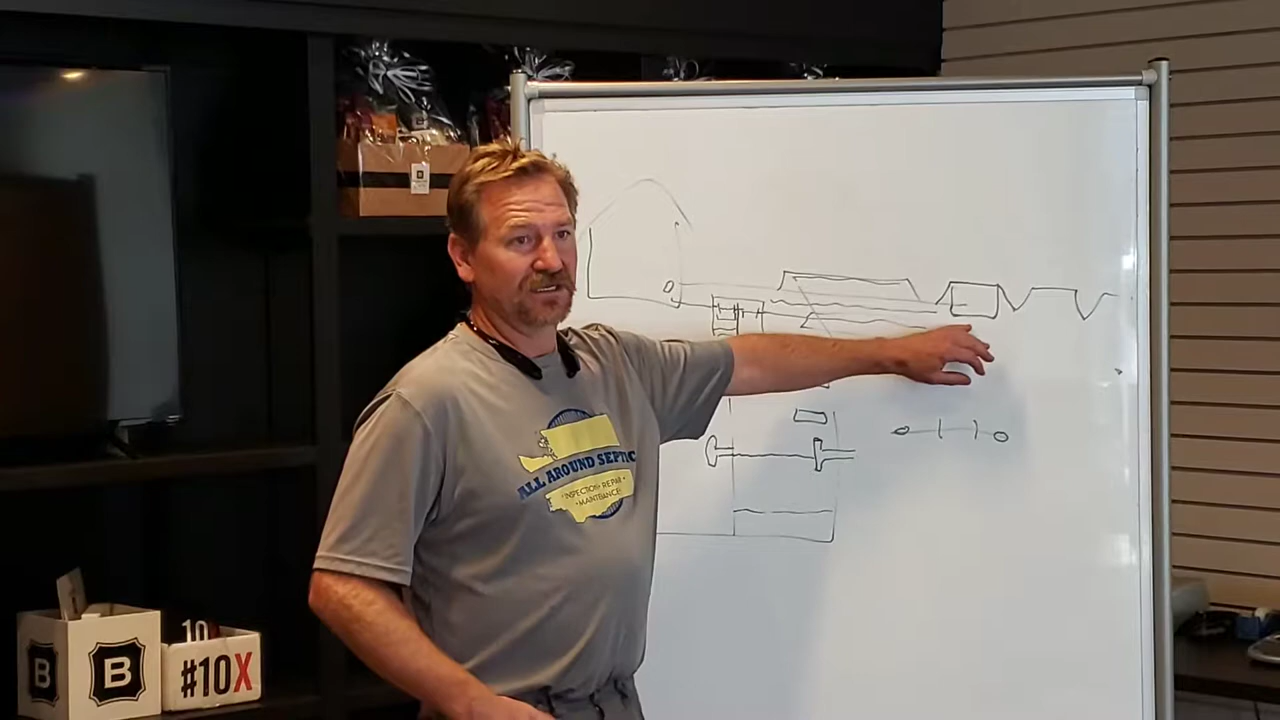 ALL AROUND SEPTIC
•INSPECTION•REPAIR•
•MAINTENANCE•
B
B
10
#10X